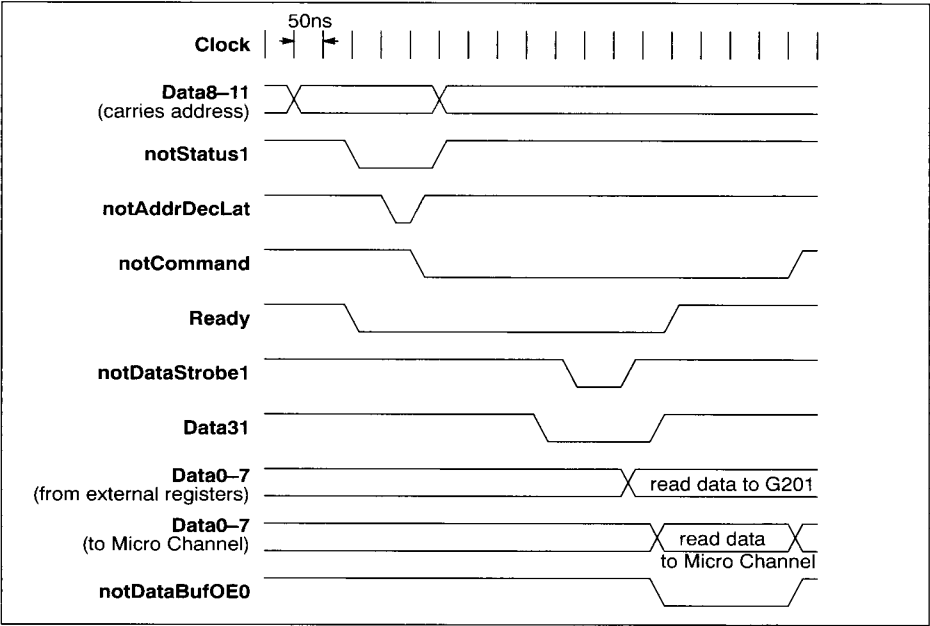 50ns
Clock
Data8–11
(carries address)
notStatus1
notAddrDecLat
notCommand
Ready
notDataStrobe1
Data31
Data0–7
(from external registers)
read data to G201
Data0–7
(to Micro Channel)
read data
to Micro Channel
notDataBufOE0